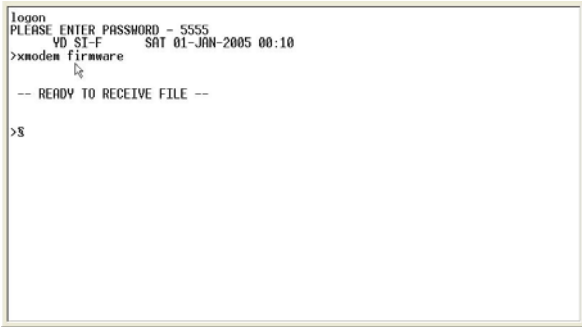 logon
PLEASE ENTER PASSWORD - 5555
YD SI-F SAT 01-JAN-2005 00:10
>xmodem firmware
-- READY TO RECEIVE FILE --
>§